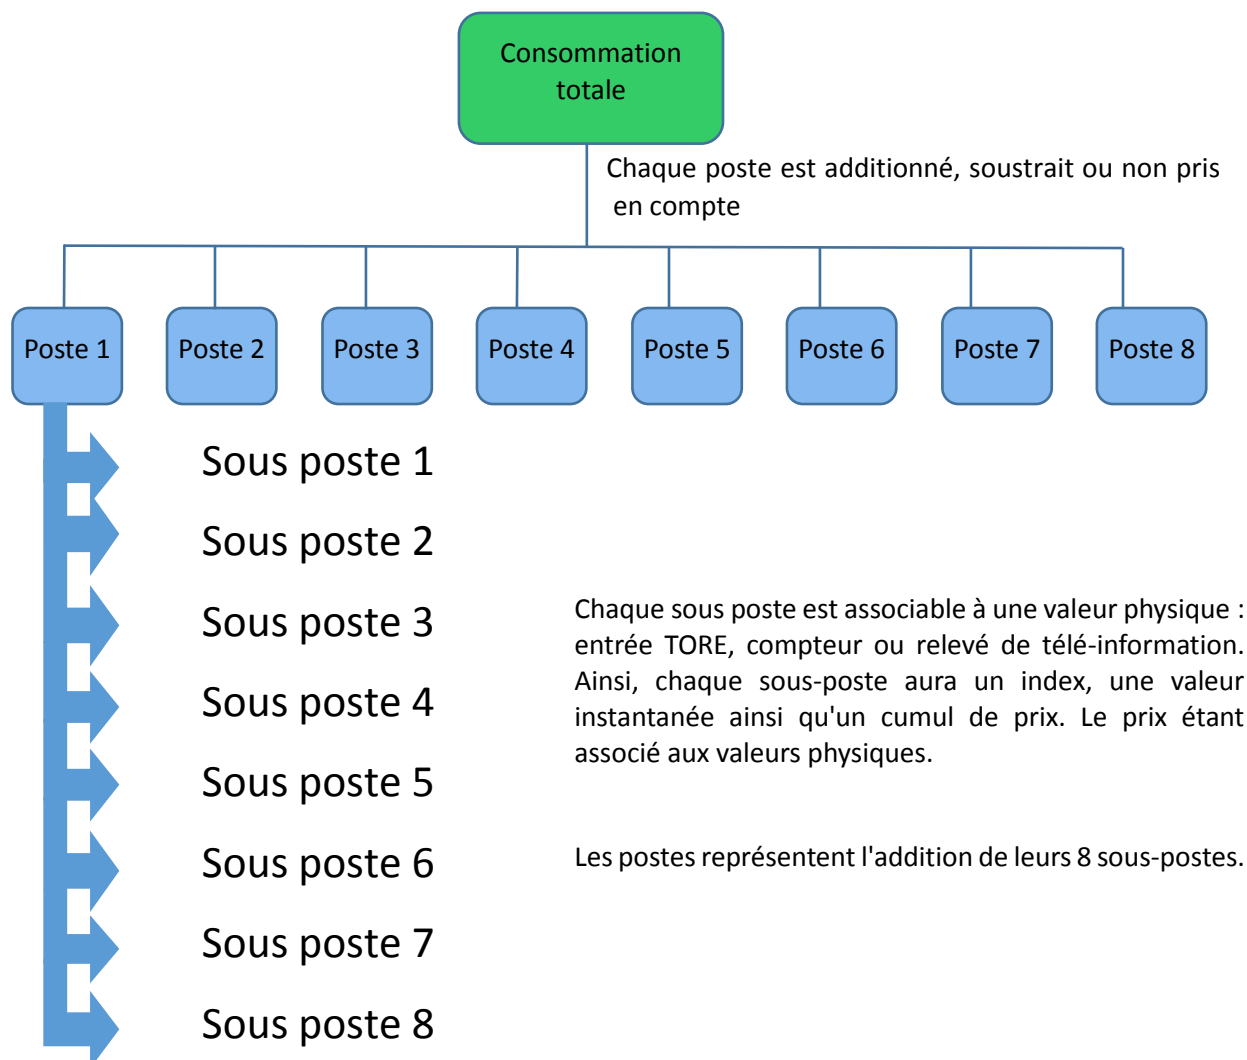 Consommation
totale
Chaque poste est additionné, soustrait ou non pris
en compte
Poste 1
Poste 2
Poste 3
Poste 4
Poste 5
Poste 6
Poste 7
Poste 8
Sous poste 1
Sous poste 2
Sous poste 3
Sous poste 4
Sous poste 5
Sous poste 6
Sous poste 7
Sous poste 8
Chaque sous poste est associable à une valeur physique :
entrée TORE, compteur ou relevé de télé-information.
Ainsi, chaque sous-poste aura un index, une valeur
instantanée ainsi qu'un cumul de prix. Le prix étant
associé aux valeurs physiques.
Les postes représentent l'addition de leurs 8 sous-postes.